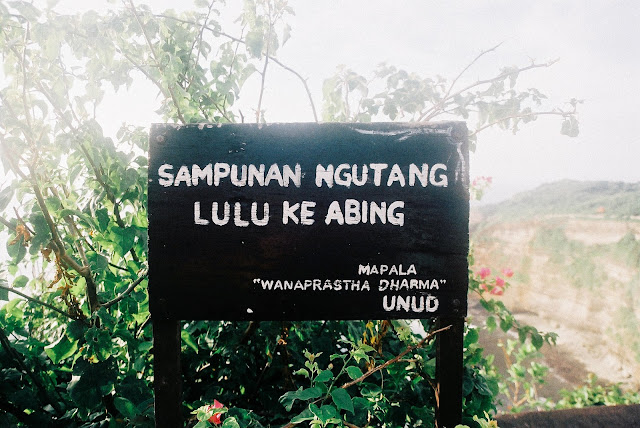 SAMPUNAN NGUTANG
LULU KE ABING
MAPALA
"WANAPRASTHA DHARMA"
UNUD